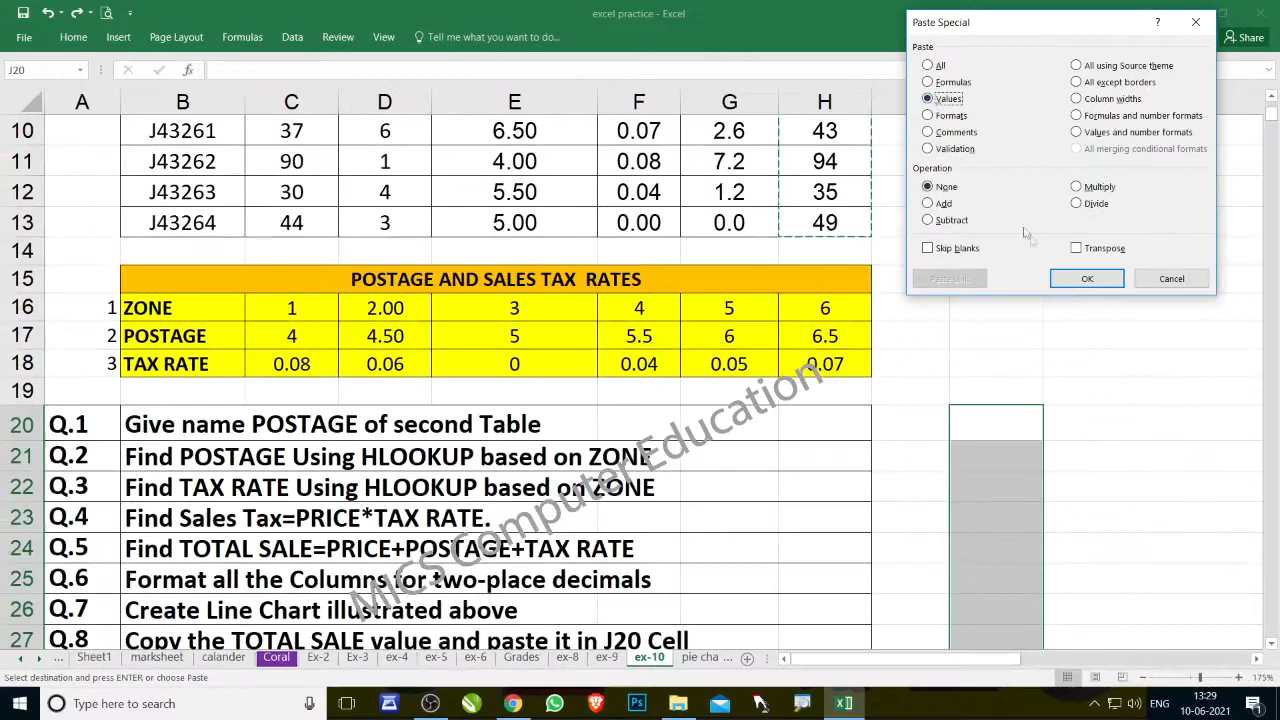 excel practice - Excel
File Home Insert Page Layout Formulas Data Review View Tell me what you want to do... Share
J20 fx
A B C D E F G H
10 J43261 37 6 6.50 0.07 2.6 43
11 J43262 90 1 4.00 0.08 7.2 94
12 J43263 30 4 5.50 0.04 1.2 35
13 J43264 44 3 5.00 0.00 0.0 49
14
15 POSTAGE AND SALES TAX RATES
16 1 ZONE 1 2.00 3 4 5 6
17 2 POSTAGE 4 4.50 5 5.5 6 6.5
18 3 TAX RATE 0.08 0.06 0 0.04 0.05 0.07
19
20 Q.1 Give name POSTAGE of second Table
21 Q.2 Find POSTAGE Using HLOOKUP based on ZONE
22 Q.3 Find TAX RATE Using HLOOKUP based on ZONE
23 Q.4 Find Sales Tax=PRICE*TAX RATE.
24 Q.5 Find TOTAL SALE=PRICE+POSTAGE+TAX RATE
25 Q.6 Format all the Columns for two-place decimals
26 Q.7 Create Line Chart illustrated above
27 Q.8 Copy the TOTAL SALE value and paste it in J20 Cell
MICS Computer Education
Paste Special ?
Paste
All All using Source theme
Formulas All except borders
Values Column widths
Formats Formulas and number formats
Comments Values and number formats
Validation All merging conditional formats
Operation
None Multiply
Add Divide
Subtract
Skip blanks Transpose
Paste Link OK Cancel
... Sheet1 marksheet calander Coral Ex-2 Ex-3 ex-4 ex-5 ex-6 Grades ex-8 ex-9 ex-10 pie cha ...
Select destination and press ENTER or choose Paste 175%
Type here to search Ps ENG 13:29
10-06-2021